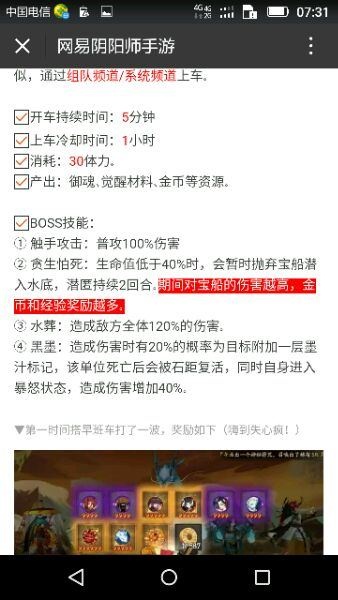 中国电信
4G 4G
2G
07:31
网易阴阳师手游
似，通过组队频道/系统频道上车。
开车持续时间：5分钟
上车冷却时间：1小时
消耗：30体力。
产出：御魂、觉醒材料、金币等资源。
BOSS技能：
① 触手攻击：普攻100%伤害
② 贪生怕死：生命值低于40%时，会暂时抛弃宝船潜
入水底，潜匿持续2回合。期间对宝船的伤害越高，金
币和经验奖励越多。
③ 水葬：造成敌方全体120%的伤害.
④ 黑墨：造成伤害时有20%的概率为目标附加一层墨
汁标记，该单位死亡后会被石距复活，同时自身进入
暴怒状态，造成伤害增加40%.
▼第一时间搭早班车打了一波，奖励如下（嗨到失心疯！）